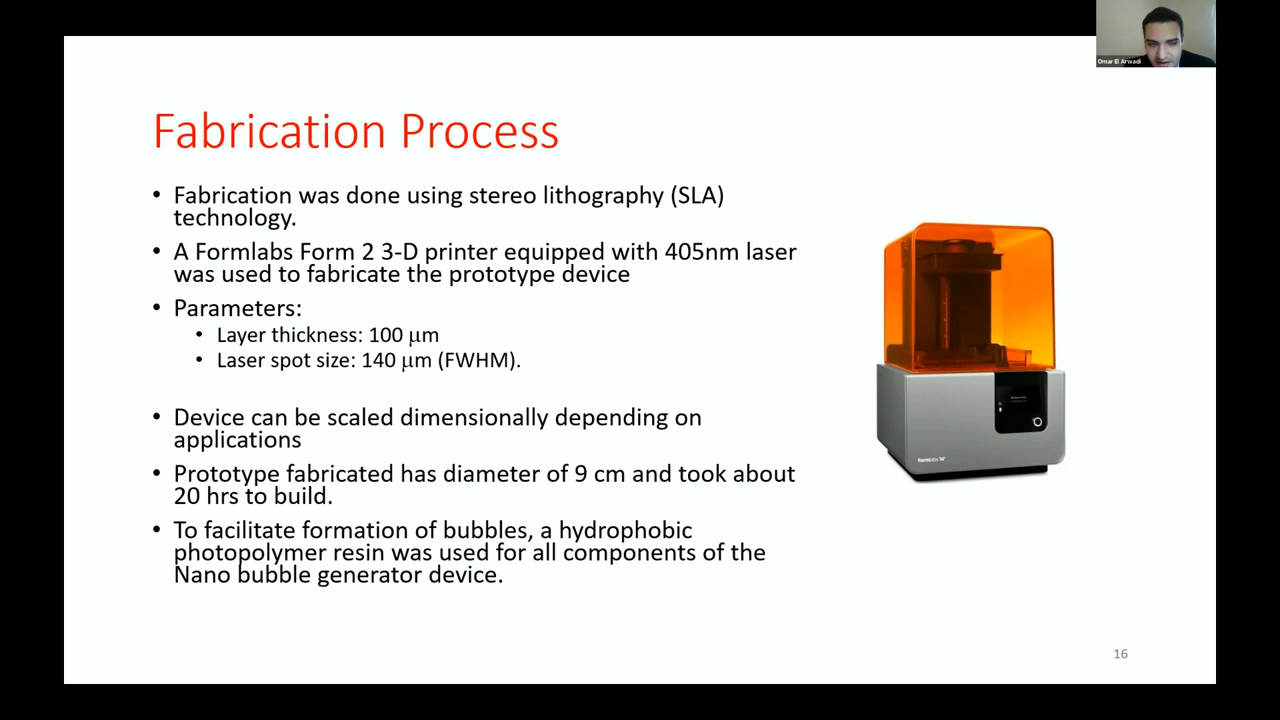 Omar El Arwadi
Fabrication Process
• Fabrication was done using stereo lithography (SLA)
technology.
• A Formlabs Form 2 3-D printer equipped with 405nm laser
was used to fabricate the prototype device
• Parameters:
• Layer thickness: 100 μm
• Laser spot size: 140 μm (FWHM).
• Device can be scaled dimensionally depending on
applications
• Prototype fabricated has diameter of 9 cm and took about
20 hrs to build.
• To facilitate formation of bubbles, a hydrophobic
photopolymer resin was used for all components of the
Nano bubble generator device.
formlabs
16